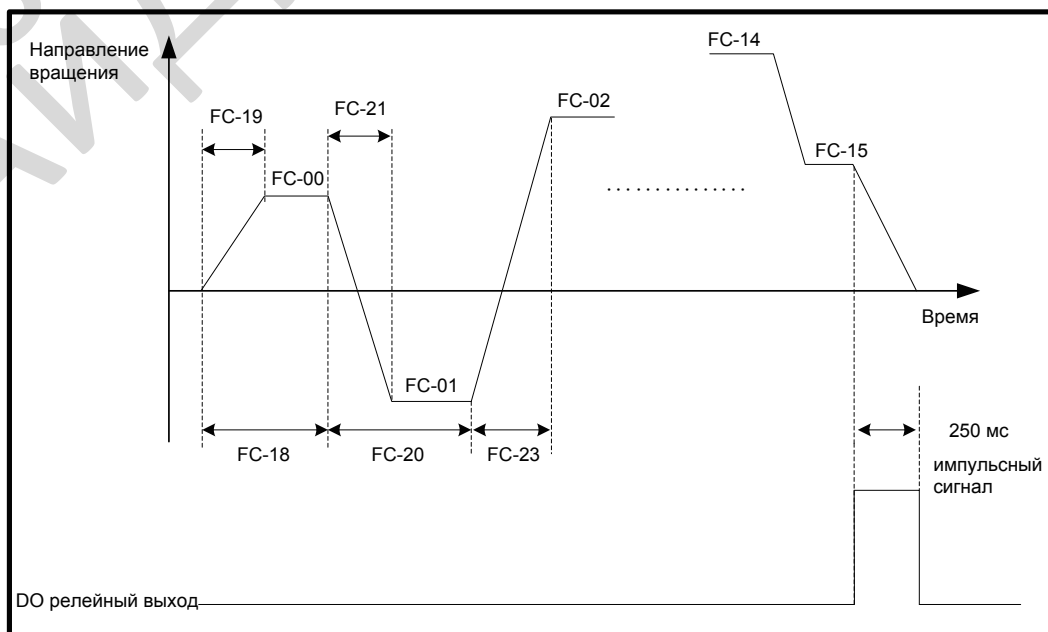 Направление
вращения
FC-14
FC-19
FC-21
FC-02
FC-00
FC-15
Время
FC-01
FC-18
FC-20
FC-23
250 мс
импульсный
сигнал
DO релейный выход